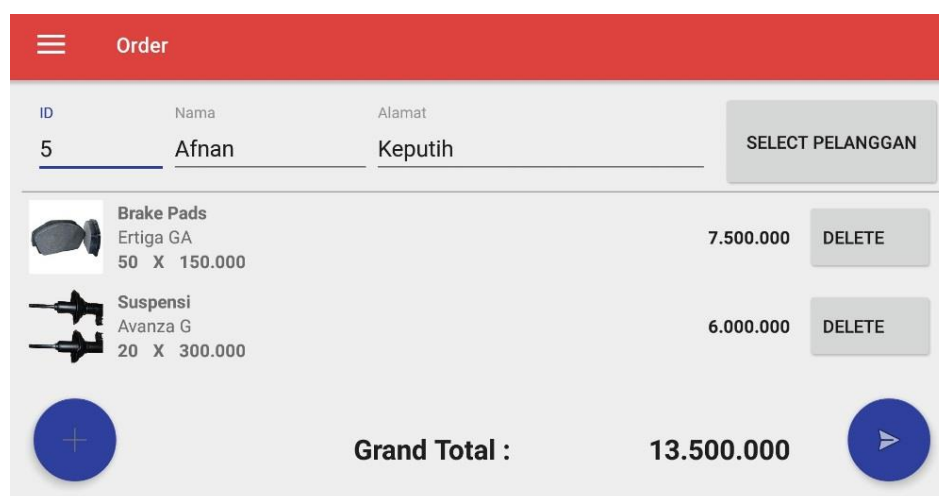 Order
ID Nama Alamat
5 Afnan Keputih
SELECT PELANGGAN
Brake Pads
Ertiga GA
50 X 150.000
7.500.000 DELETE
Suspensi
Avanza G
20 X 300.000
6.000.000 DELETE
Grand Total : 13.500.000